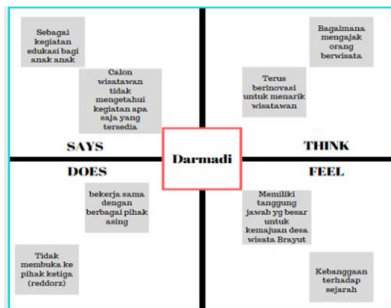 Sebagai
kegiatan
edukasi bagi
anak anak
Calon
wisatawan
tidak
mengetahui
kegiatan apa
saja yang
tersedia
SAYS
Bagaimana
mengajak
orang
berwisata
Terus
berinovasi
untuk menarik
wisatawan
THINK
Darmadi
DOES
bekerja sama
dengan
berbagai pihak
asing
Tidak
membuka ke
pihak ketiga
(reddorz)
FEEL
Memiliki
tanggung
jawab yg besar
untuk
kemajuan desa
wisata Brayut
Kebanggaan
terhadap
sejarah